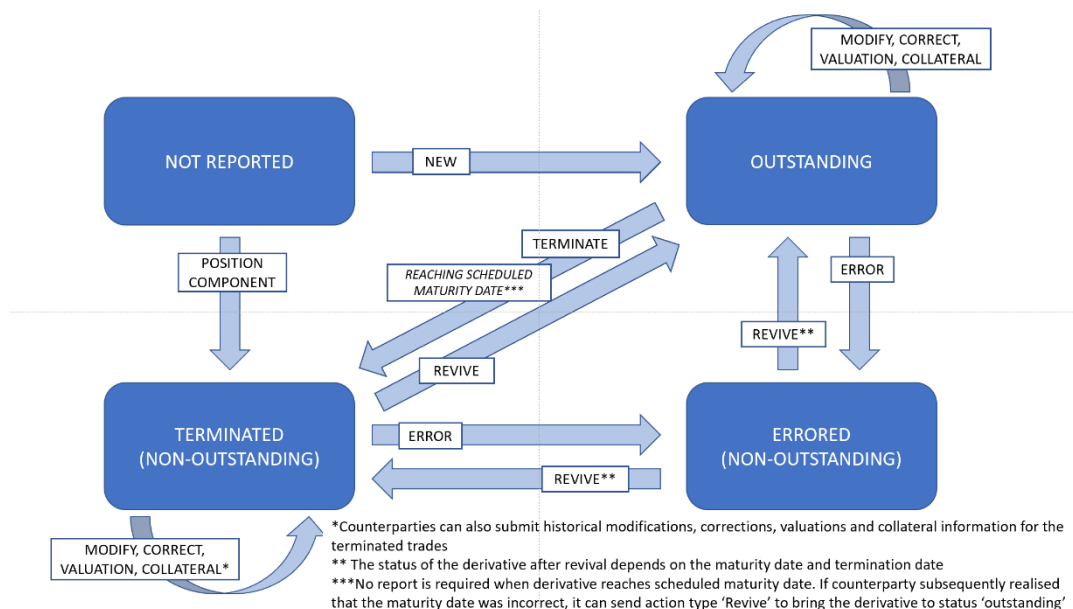 MODIFY, CORRECT,
VALUATION, COLLATERAL
NOT REPORTED
NEW
OUTSTANDING
POSITION
COMPONENT
TERMINATE
REACHING SCHEDULED
MATURITY DATE***
ERROR
REVIVE**
REVIVE
TERMINATED
(NON-OUTSTANDING)
ERROR
REVIVE**
ERRORED
(NON-OUTSTANDING)
MODIFY, CORRECT,
VALUATION, COLLATERAL*
*Counterparties can also submit historical modifications, corrections, valuations and collateral information for the
terminated trades
** The status of the derivative after revival depends on the maturity date and termination date
***No report is required when derivative reaches scheduled maturity date. If counterparty subsequently realised
that the maturity date was incorrect, it can send action type ‘Revive’ to bring the derivative to status ‘outstanding’